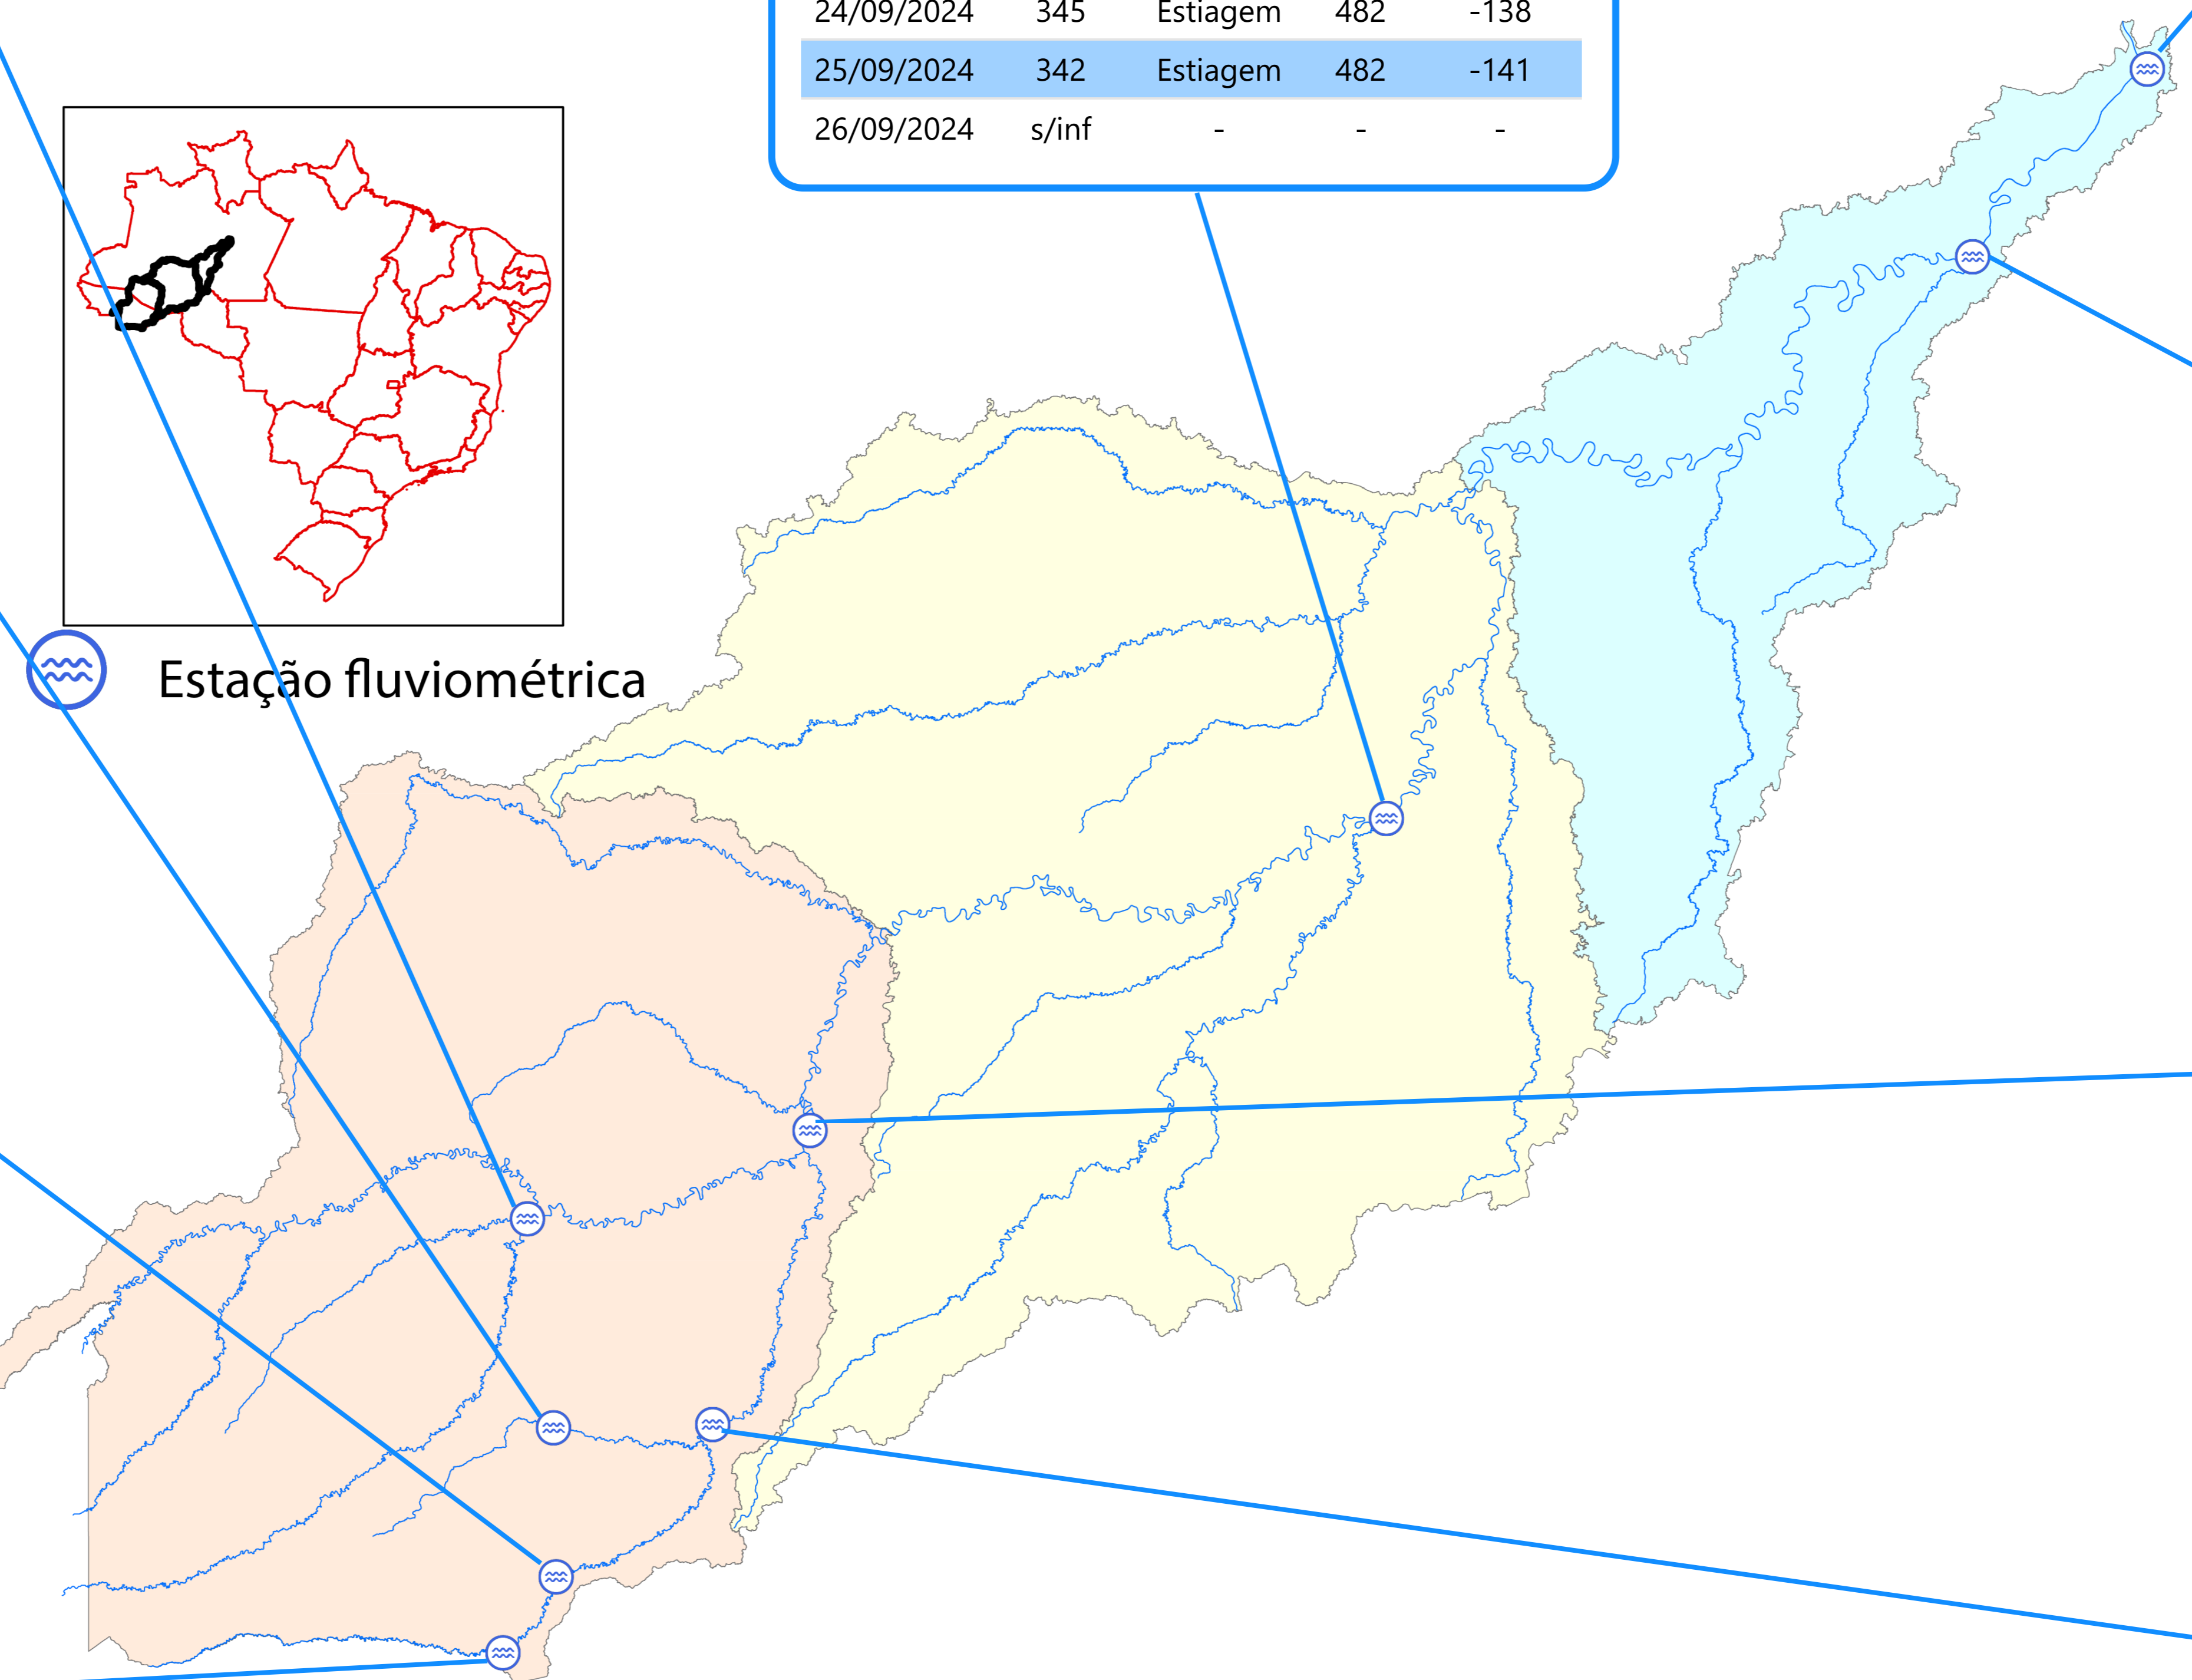 24/09/2024 345 Estiagem 482 -138
25/09/2024 342 Estiagem 482 -141
26/09/2024 s/inf - - -
Estação fluviométrica